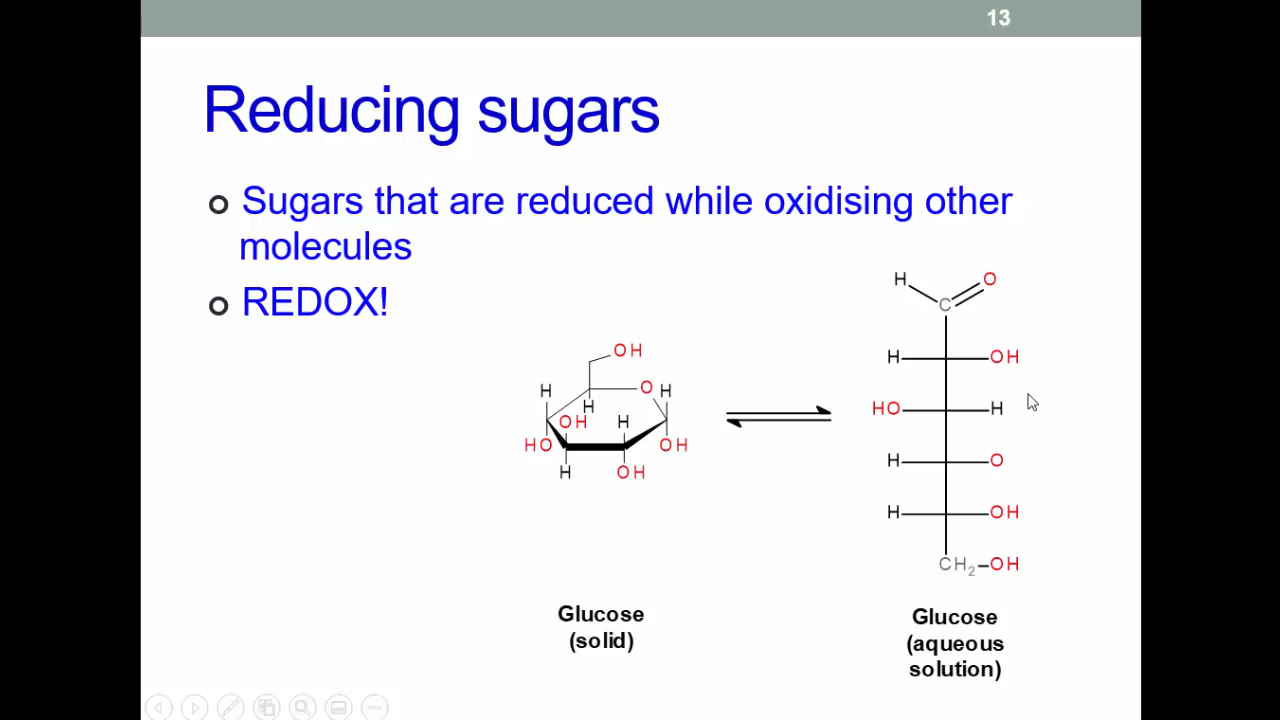 13
Reducing sugars
Sugars that are reduced while oxidising other
molecules
REDOX!
OH
H O H
H
OH H
HO OH
H OH
H O
C
H OH
HO H
H O
H OH
CH2–OH
Glucose
(solid)
Glucose
(aqueous
solution)